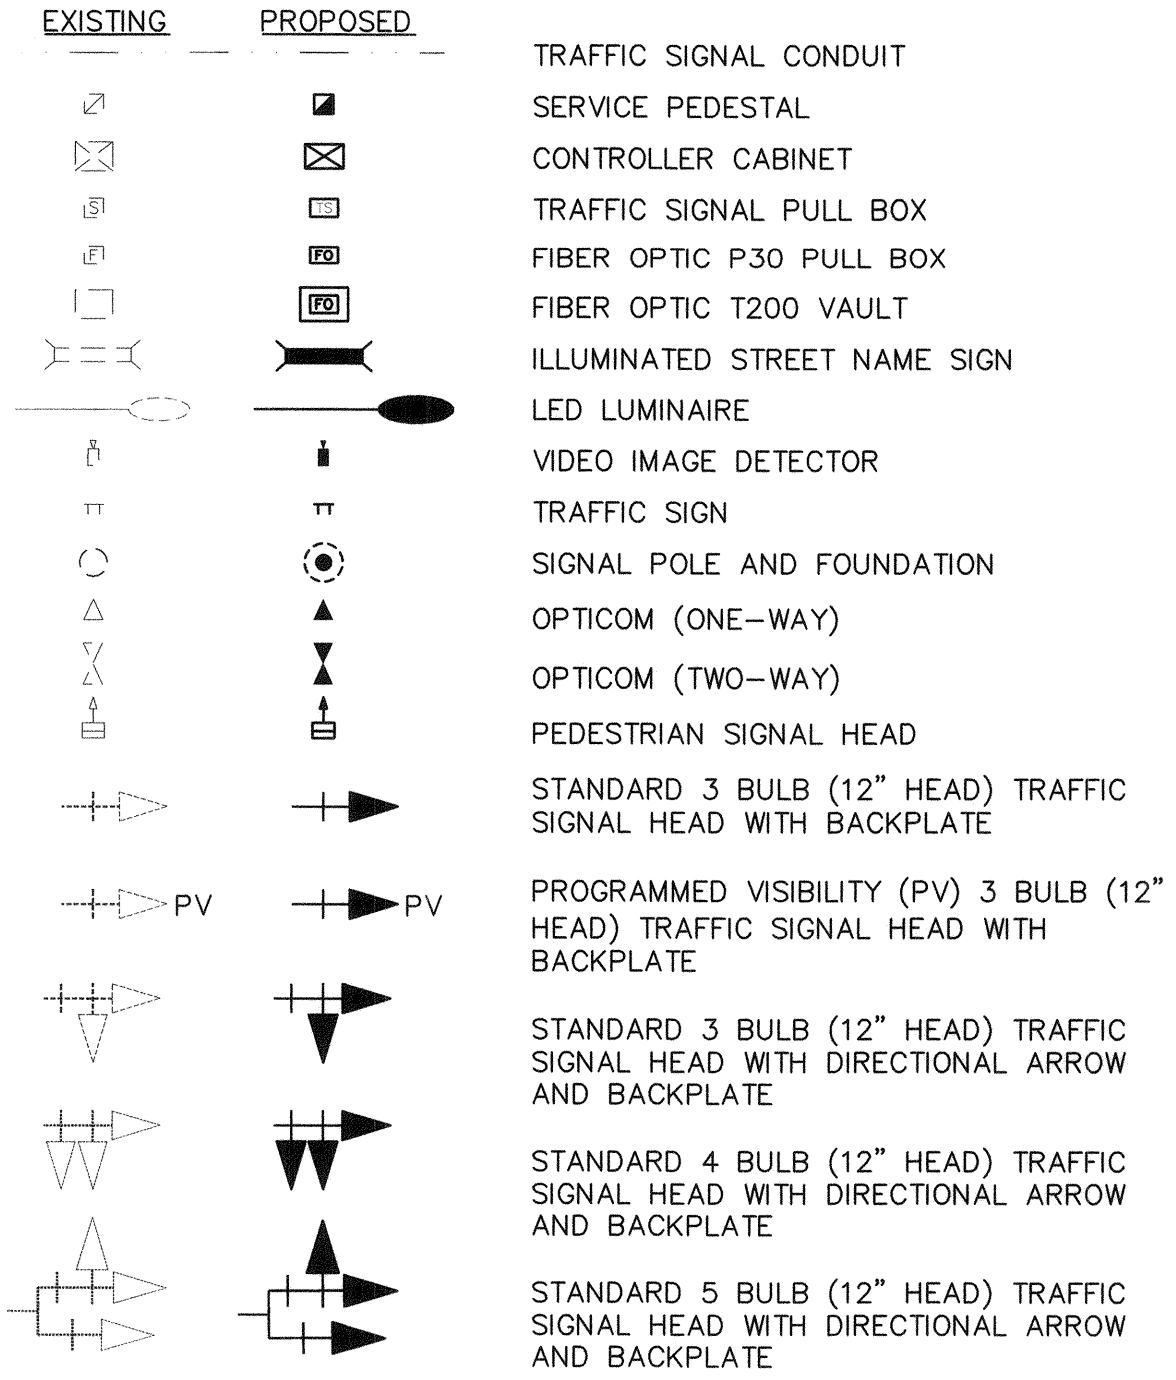 EXISTING PROPOSED
TRAFFIC SIGNAL CONDUIT
SERVICE PEDESTAL
CONTROLLER CABINET
S TS TRAFFIC SIGNAL PULL BOX
F FO FIBER OPTIC P30 PULL BOX
FO FIBER OPTIC T200 VAULT
ILLUMINATED STREET NAME SIGN
LED LUMINAIRE
VIDEO IMAGE DETECTOR
TRAFFIC SIGN
SIGNAL POLE AND FOUNDATION
OPTICOM (ONE-WAY)
OPTICOM (TWO-WAY)
PEDESTRIAN SIGNAL HEAD
STANDARD 3 BULB (12" HEAD) TRAFFIC
SIGNAL HEAD WITH BACKPLATE
PV PV PROGRAMMED VISIBILITY (PV) 3 BULB (12"
HEAD) TRAFFIC SIGNAL HEAD WITH
BACKPLATE
STANDARD 3 BULB (12" HEAD) TRAFFIC
SIGNAL HEAD WITH DIRECTIONAL ARROW
AND BACKPLATE
STANDARD 4 BULB (12" HEAD) TRAFFIC
SIGNAL HEAD WITH DIRECTIONAL ARROW
AND BACKPLATE
STANDARD 5 BULB (12" HEAD) TRAFFIC
SIGNAL HEAD WITH DIRECTIONAL ARROW
AND BACKPLATE